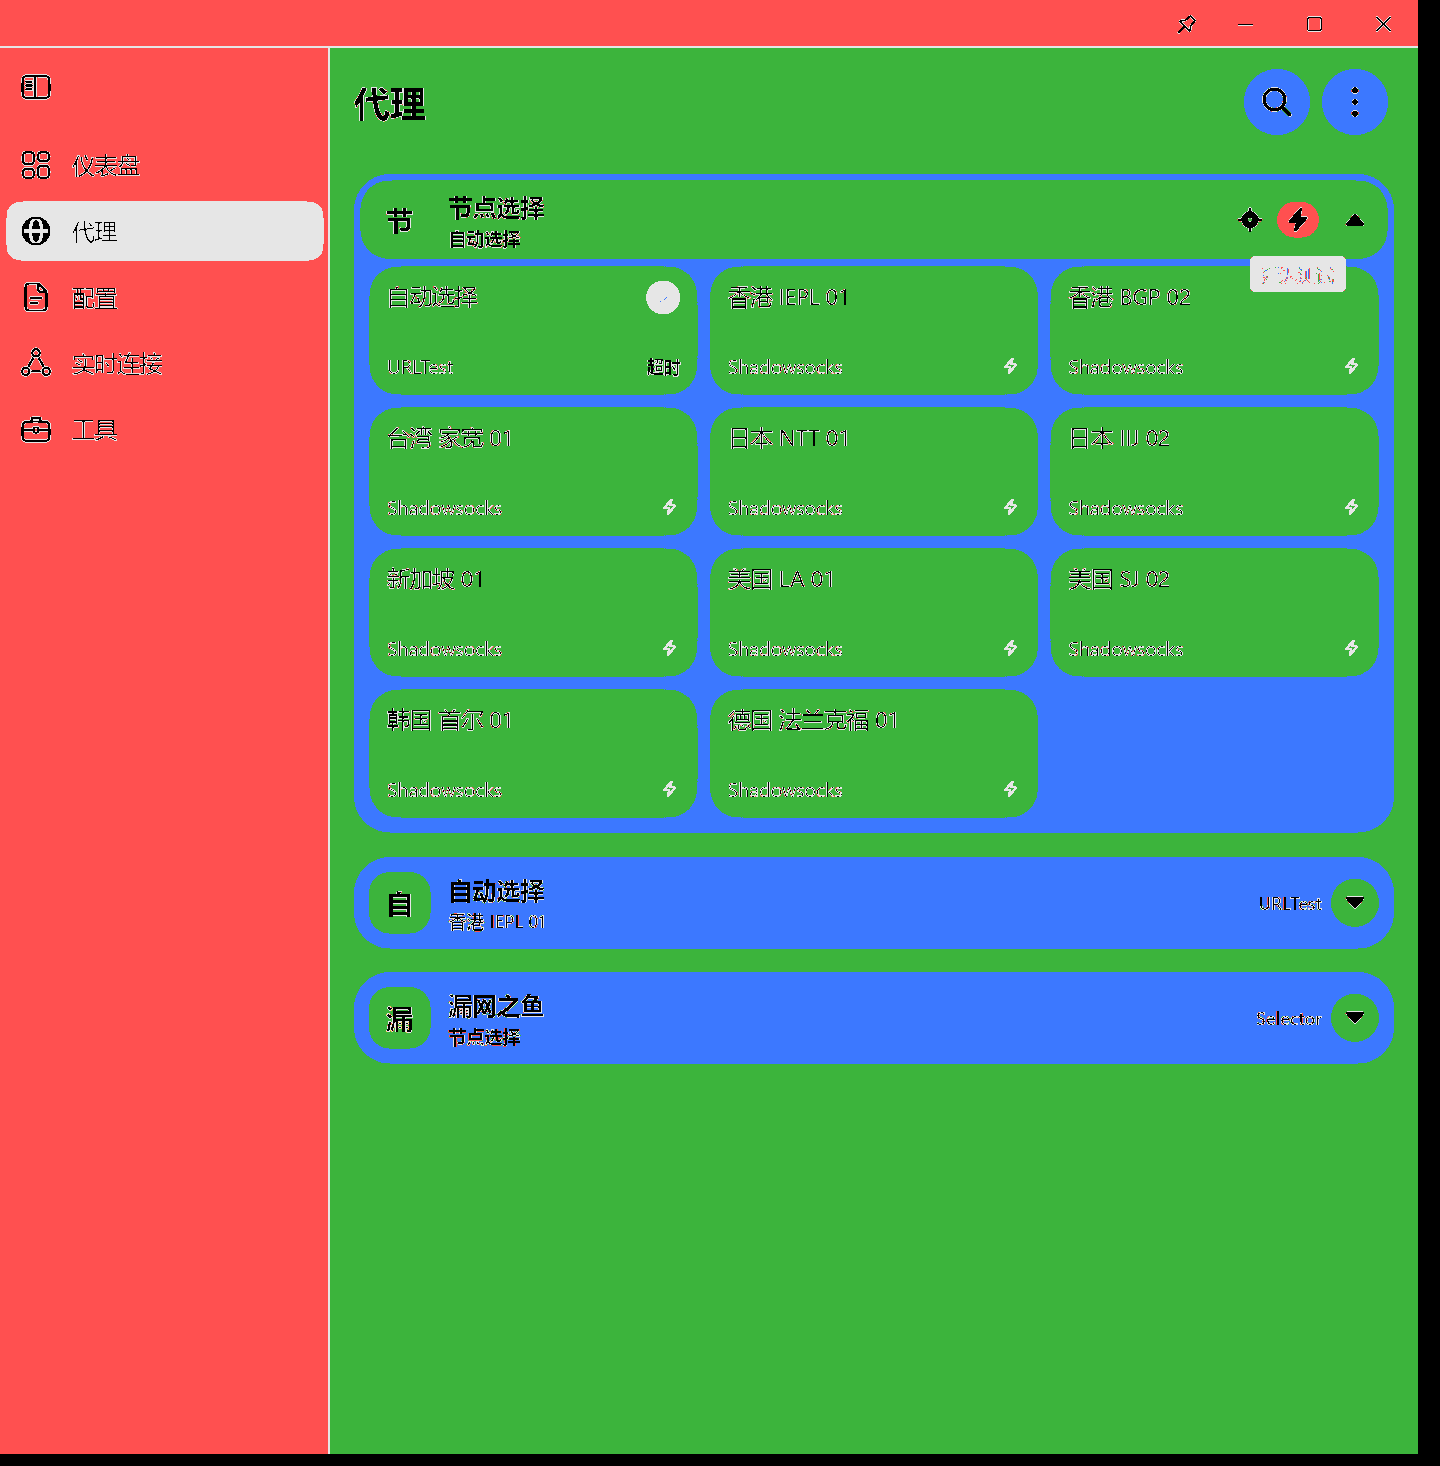 仪表盘
代理
配置
实时连接
工具
代理
节 节点选择
自动选择
自动选择
URLTest 超时
香港 IEPL 01
Shadowsocks
香港 BGP 02
Shadowsocks
台湾 家宽 01
Shadowsocks
日本 NTT 01
Shadowsocks
日本 IIJ 02
Shadowsocks
新加坡 01
Shadowsocks
美国 LA 01
Shadowsocks
美国 SJ 02
Shadowsocks
韩国 首尔 01
Shadowsocks
德国 法兰克福 01
Shadowsocks
自 自动选择
香港 IEPL 01
URLTest
漏 漏网之鱼
节点选择
Selector